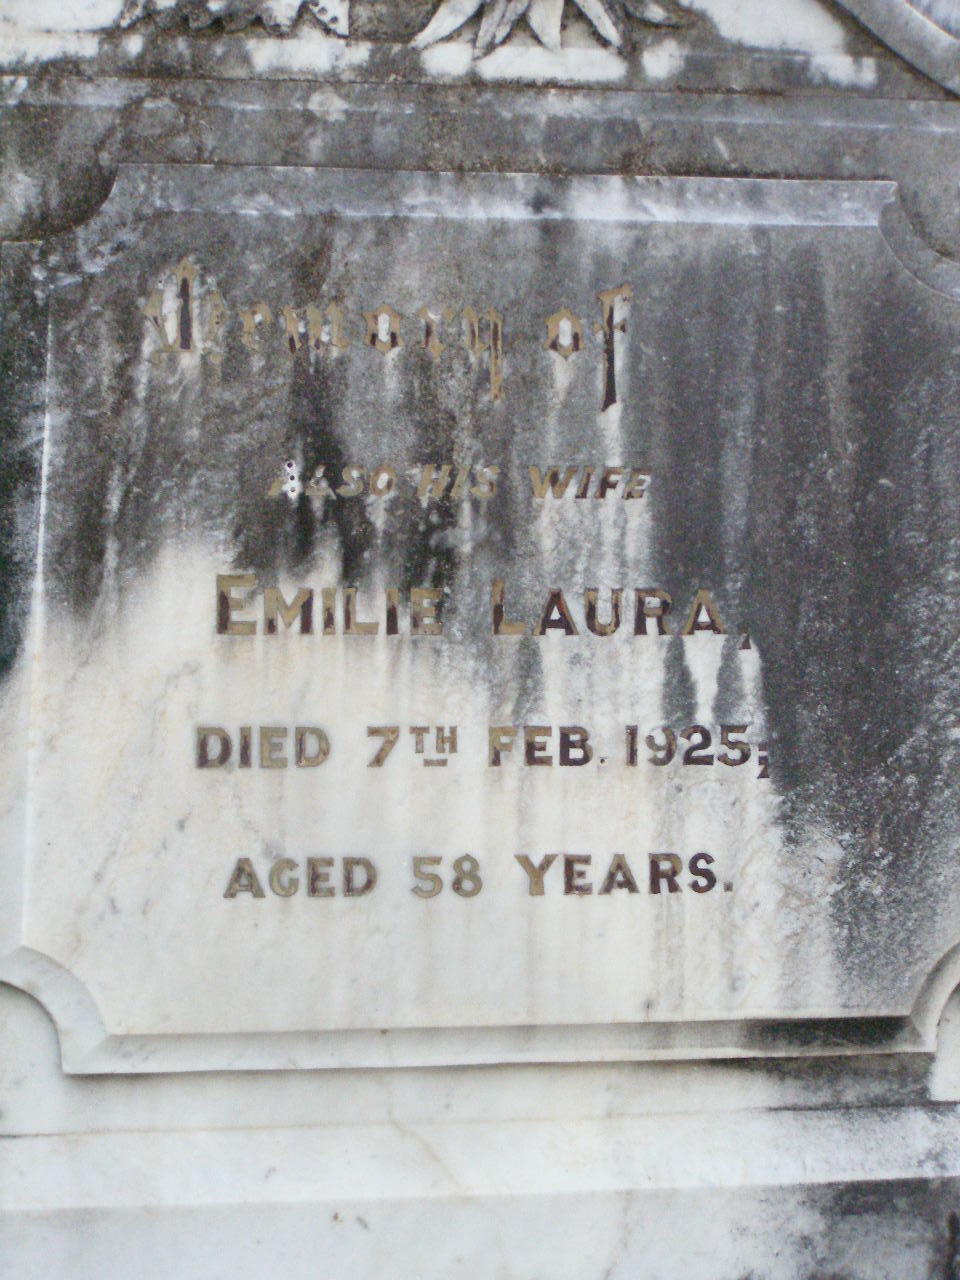 Memory of
ALSO HIS WIFE
EMILIE LAURA,
DIED 7TH FEB. 1925;
AGED 58 YEARS.